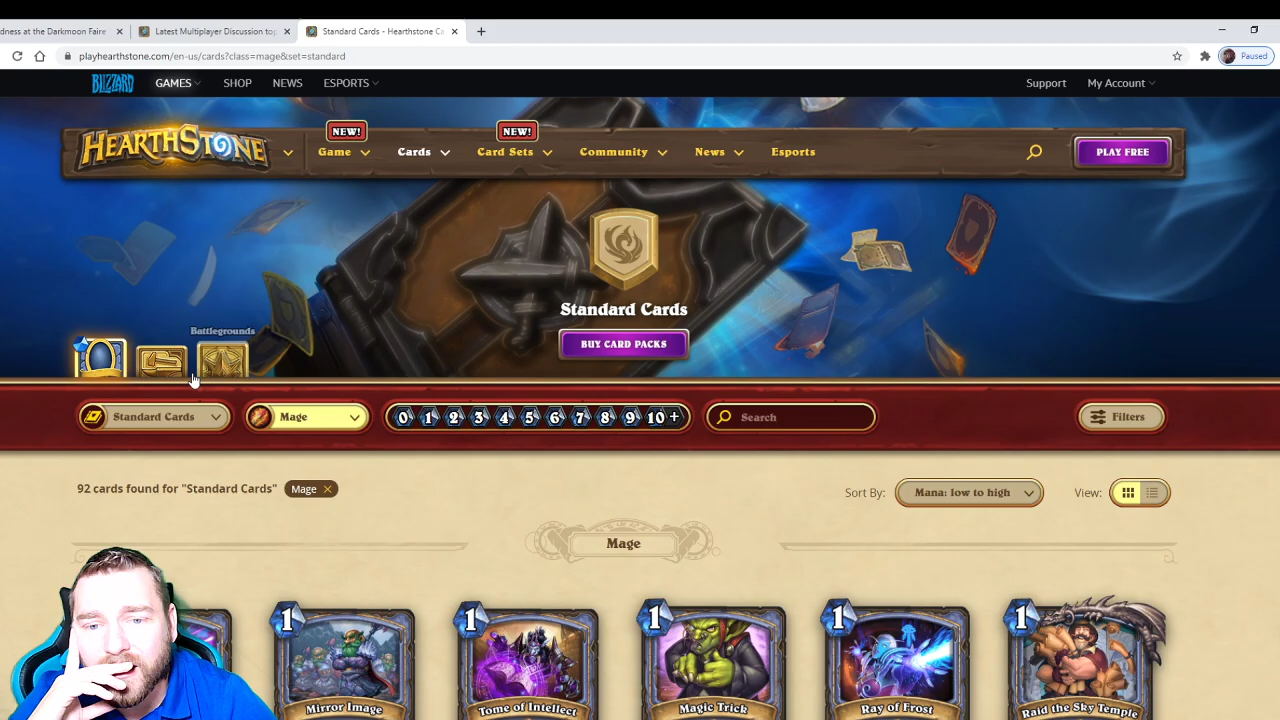 dness at the Darkmoon Faire
Latest Multiplayer Discussion to
Standard Cards - Hearthstone Ca
playhearthstone.com/en-us/cards?class=mage&set=standard
Paused
BLIZZARD GAMES SHOP NEWS ESPORTS Support My Account
NEW! NEW!
HEARTHSTONE Game Cards Card Sets Community News Esports PLAY FREE
Standard Cards
Battlegrounds
BUY CARD PACKS
Standard Cards Mage 0 1 2 3 4 5 6 7 8 9 10+ Search Filters
92 cards found for "Standard Cards" Mage Sort By: Mana: low to high View:
Mage
1 1 1 1 1
Mirror Image Tome of Intellect Magic Trick Ray of Frost Raid the Sky Temple